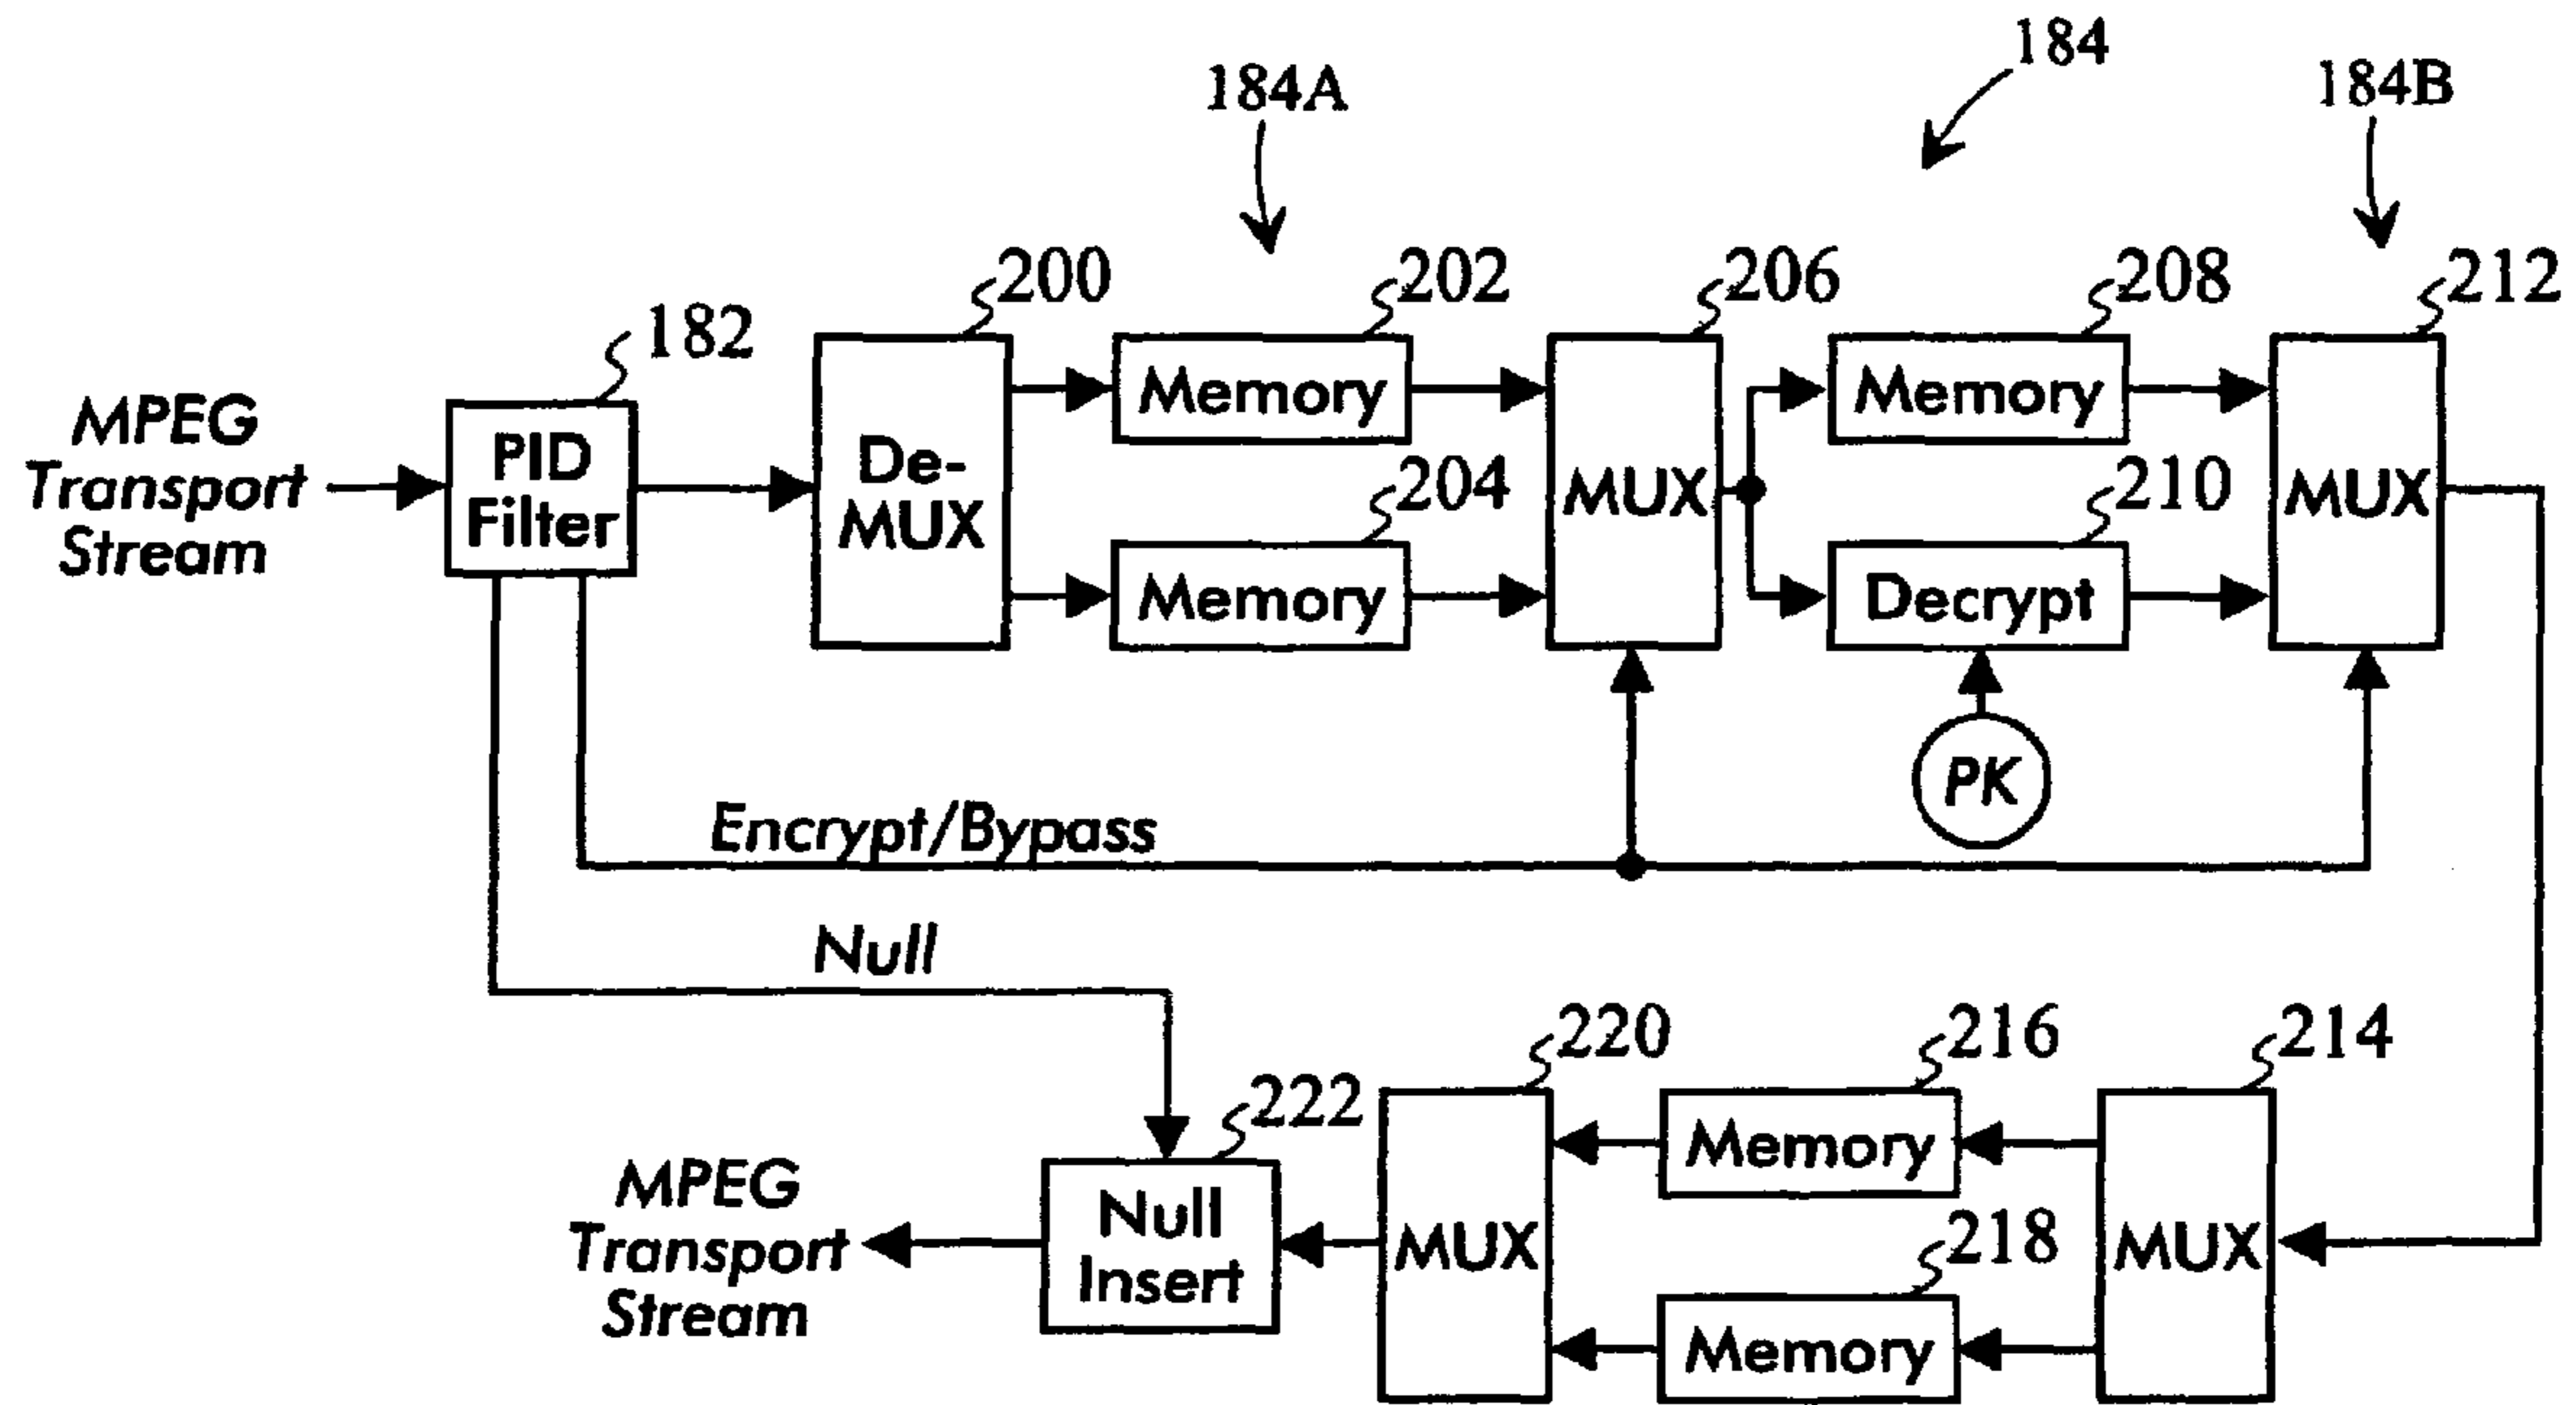 184
184A
184B
200
202
206
208
212
182
MPEG
Transport
Stream
PID
Filter
De-
MUX
Memory
204
Memory
MUX
Memory
210
Decrypt
MUX
PK
Encrypt/Bypass
Null
220
216
214
222
MPEG
Transport
Stream
Null
Insert
MUX
Memory
218
Memory
MUX